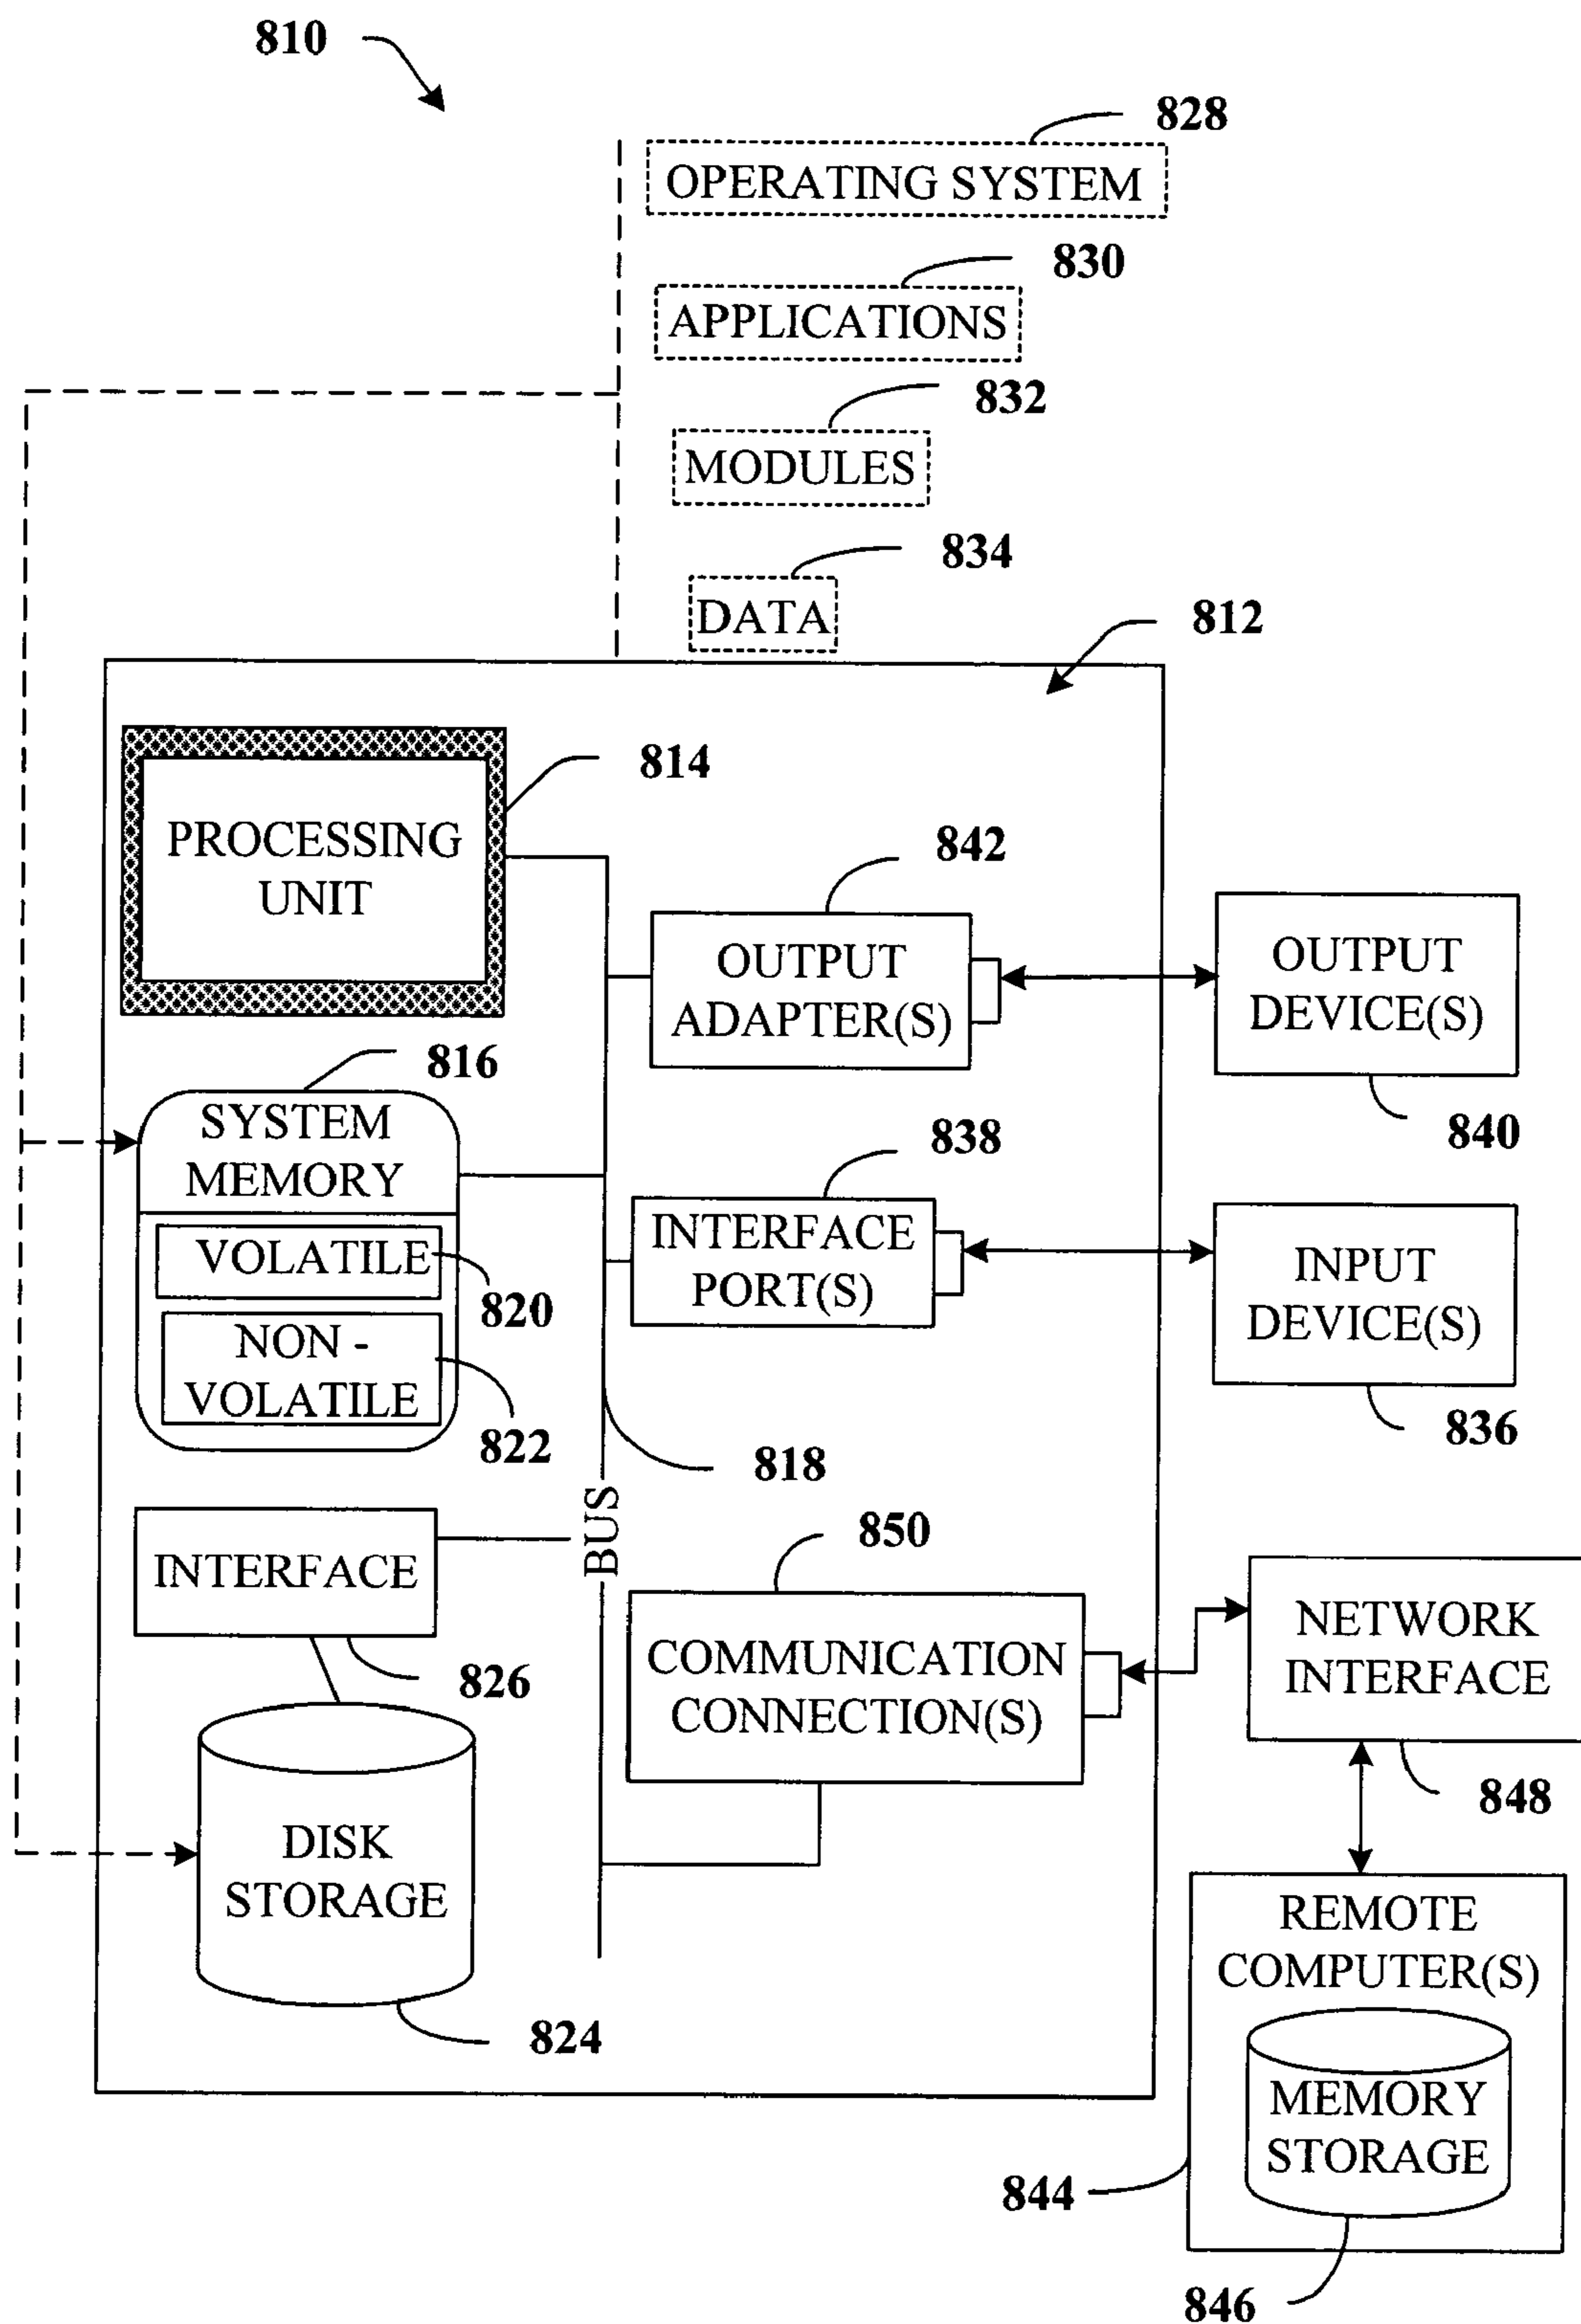 810
828
OPERATING SYSTEM
830
APPLICATIONS
832
MODULES
834
DATA
812
814
PROCESSING
UNIT
842
OUTPUT
ADAPTER(S)
OUTPUT
DEVICE(S)
840
816
SYSTEM
MEMORY
VOLATILE
820
NON -
VOLATILE
822
838
INTERFACE
PORT(S)
INPUT
DEVICE(S)
836
818
BUS
INTERFACE
826
850
COMMUNICATION
CONNECTION(S)
NETWORK
INTERFACE
848
DISK
STORAGE
824
REMOTE
COMPUTER(S)
MEMORY
STORAGE
844
846